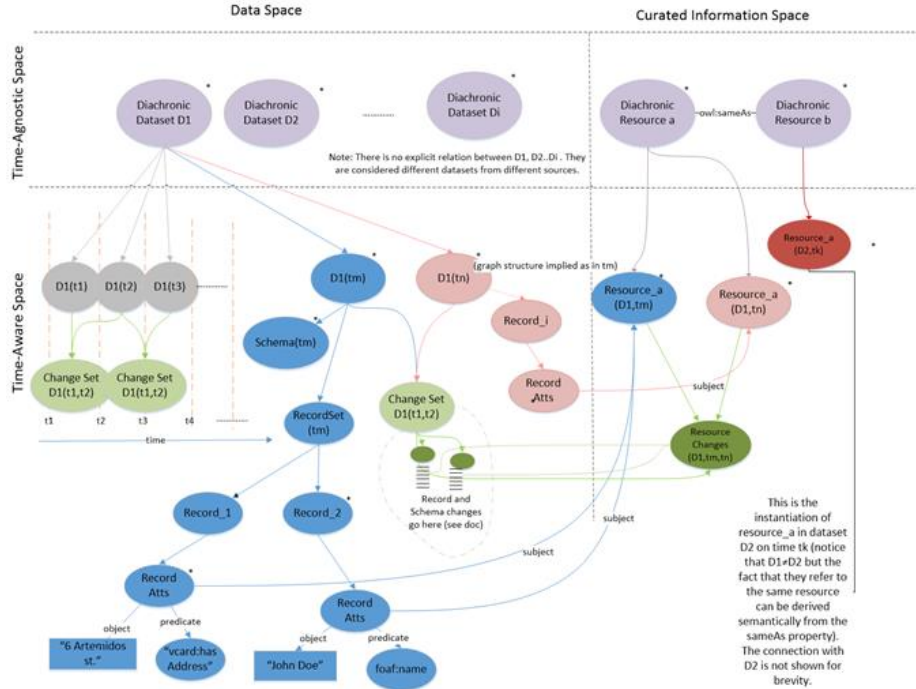 Data Space
Curated Information Space
Time-Agnostic Space
Diachronic
Dataset D1
*
Diachronic
Dataset D2
*
..........
Diachronic
Dataset Di
*
Diachronic
Resource a
*
owl:sameAs
Diachronic
Resource b
*
Note: There is no explicit relation between D1, D2..Di . They
are considered different datasets from different sources.
Time-Aware Space
D1(t1)
D1(t2)
D1(t3)
..........
D1(tm)
*
D1(tn)
*
(graph structure implied as in tm)
Resource_a
(D1,tm)
*
Resource_a
(D1,tn)
*
Resource_a
(D2,tk)
*
Schema(tm)
*
Record_i
Record
Atts
*
subject
Change Set
D1(t1,t2)
Change Set
D1(t1,t2)
t1
t2
t3
t4
..........
time
Change Set
D1(t1,t2)
RecordSet
(tm)
Resource
Changes
(D1,tm,tn)
Record and
Schema changes
go here (see doc)
Record_1
*
Record_2
*
subject
subject
Record
Atts
*
object
predicate
"6 Artemidos
st."
"vcard:has
Address"
Record
Atts
object
predicate
"John Doe"
foaf:name
This is the
instantiation of
resource_a in dataset
D2 on time tk (notice
that D1≠D2 but the
fact that they refer to
the same resource
can be derived
semantically from the
sameAs property).
The connection with
D2 is not shown for
brevity.